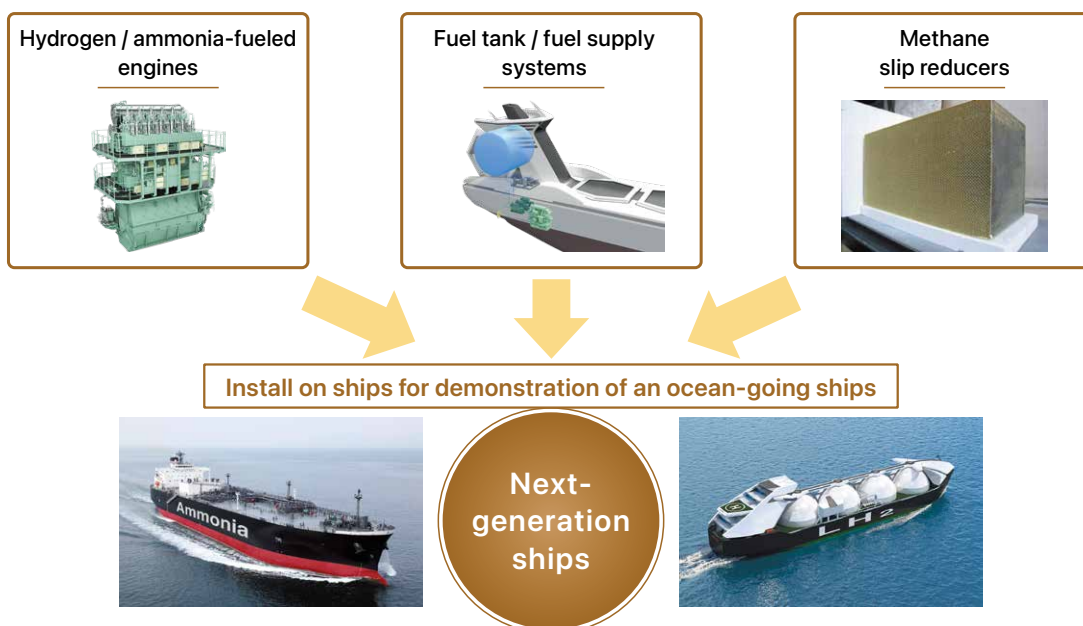 Hydrogen / ammonia-fueled
engines
Fuel tank / fuel supply
systems
Methane
slip reducers
Install on ships for demonstration of an ocean-going ships
Ammonia
Next-
generation
ships
LH2